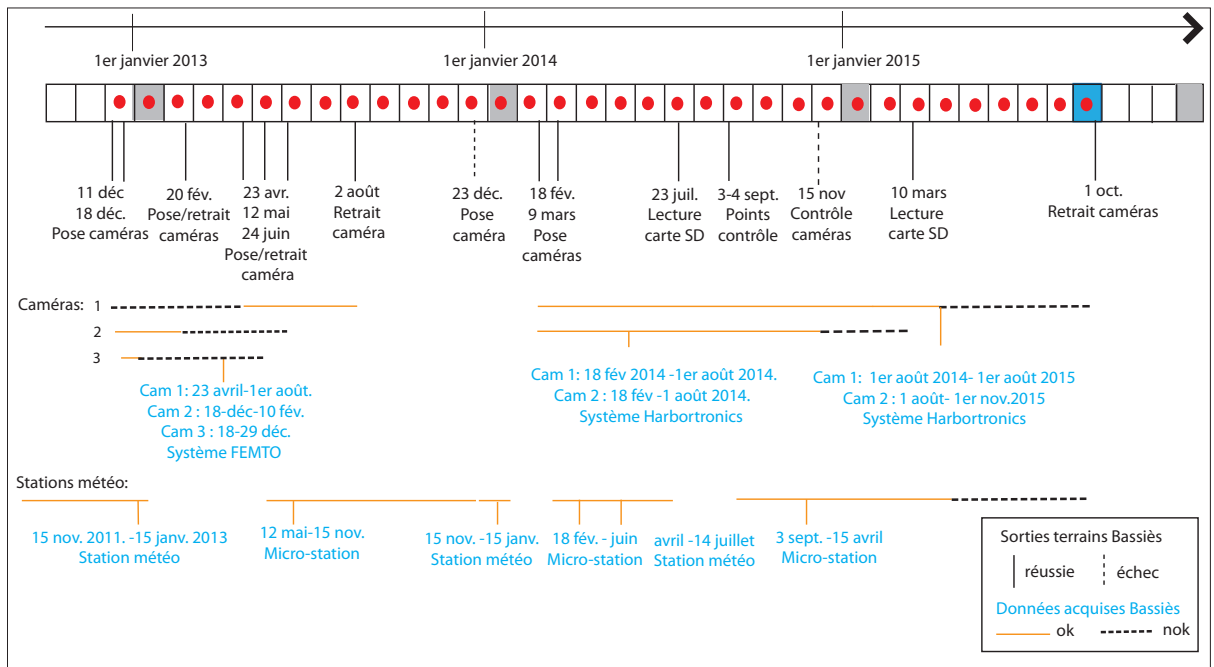 1er janvier 2013
1er janvier 2014
1er janvier 2015
11 déc
18 déc.
Pose caméras
20 fév.
Pose/retrait
caméras
23 avr.
12 mai
24 juin
Pose/retrait
caméra
2 août
Retrait
caméra
23 déc.
Pose
caméra
18 fév.
9 mars
Pose
caméras
23 juil.
Lecture
carte SD
3-4 sept.
Points
contrôle
15 nov
Contrôle
caméras
10 mars
Lecture
carte SD
1 oct.
Retrait caméras
Caméras: 1
2
3
Cam 1: 23 avril-1er août.
Cam 2 : 18-déc-10 fév.
Cam 3 : 18-29 déc.
Système FEMTO
Cam 1: 18 fév 2014 -1er août 2014.
Cam 2 : 18 fév -1 août 2014.
Système Harbortronics
Cam 1: 1er août 2014- 1er août 2015
Cam 2 : 1 août- 1er nov.2015
Système Harbortronics
Stations météo:
15 nov. 2011. -15 janv. 2013
Station météo
12 mai-15 nov.
Micro-station
15 nov. -15 janv.
Station météo
18 fév. - juin
Micro-station
avril -14 juillet
Station météo
3 sept. -15 avril
Micro-station
Sorties terrains Bassiès
réussie
échec
Données acquises Bassiès
ok
nok